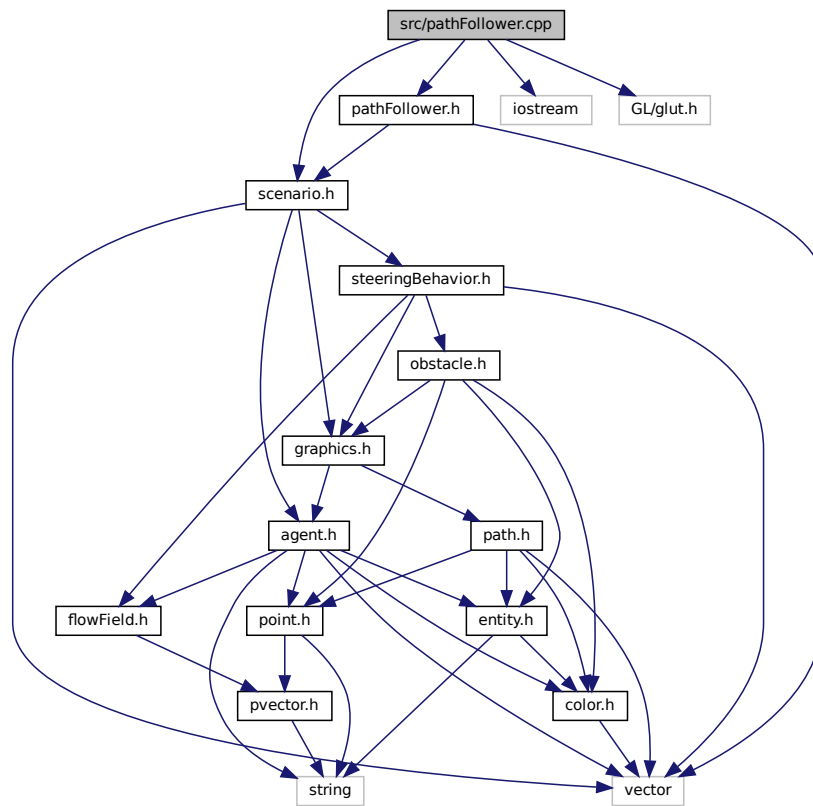 src/pathFollower.cpp
pathFollower.h
iostream
GL/glut.h
scenario.h
steeringBehavior.h
obstacle.h
graphics.h
agent.h
path.h
flowField.h
point.h
entity.h
pvector.h
color.h
string
vector